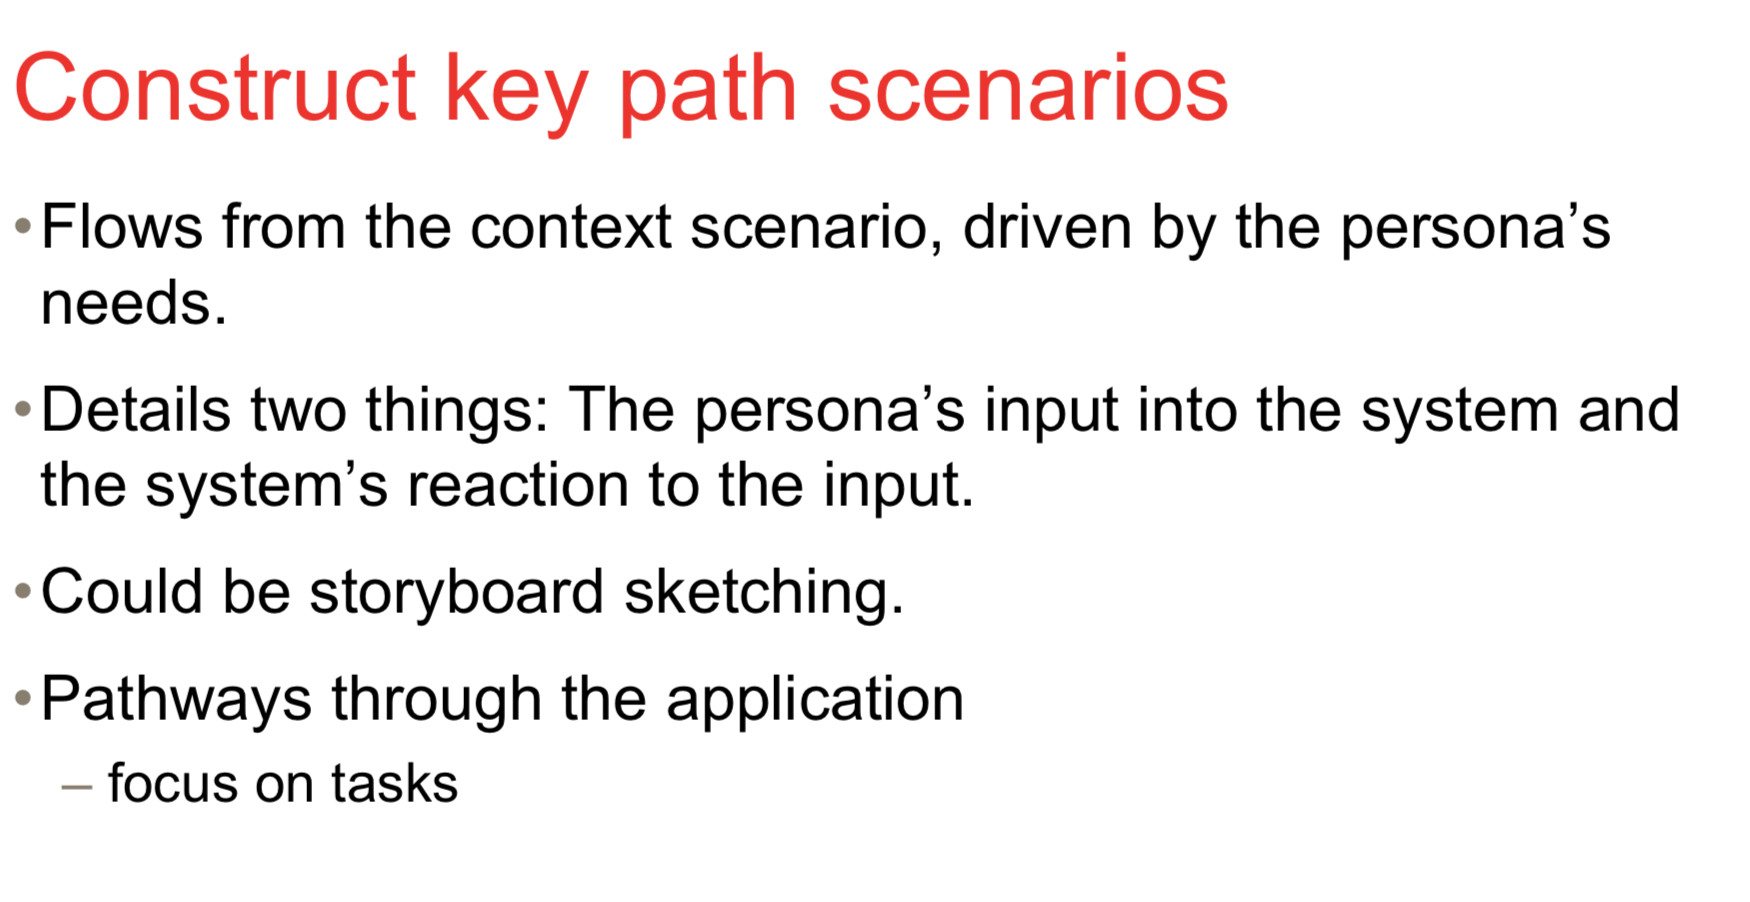 Construct key path scenarios
•Flows from the context scenario, driven by the persona’s
needs.
•Details two things: The persona’s input into the system and
the system’s reaction to the input.
•Could be storyboard sketching.
•Pathways through the application
– focus on tasks